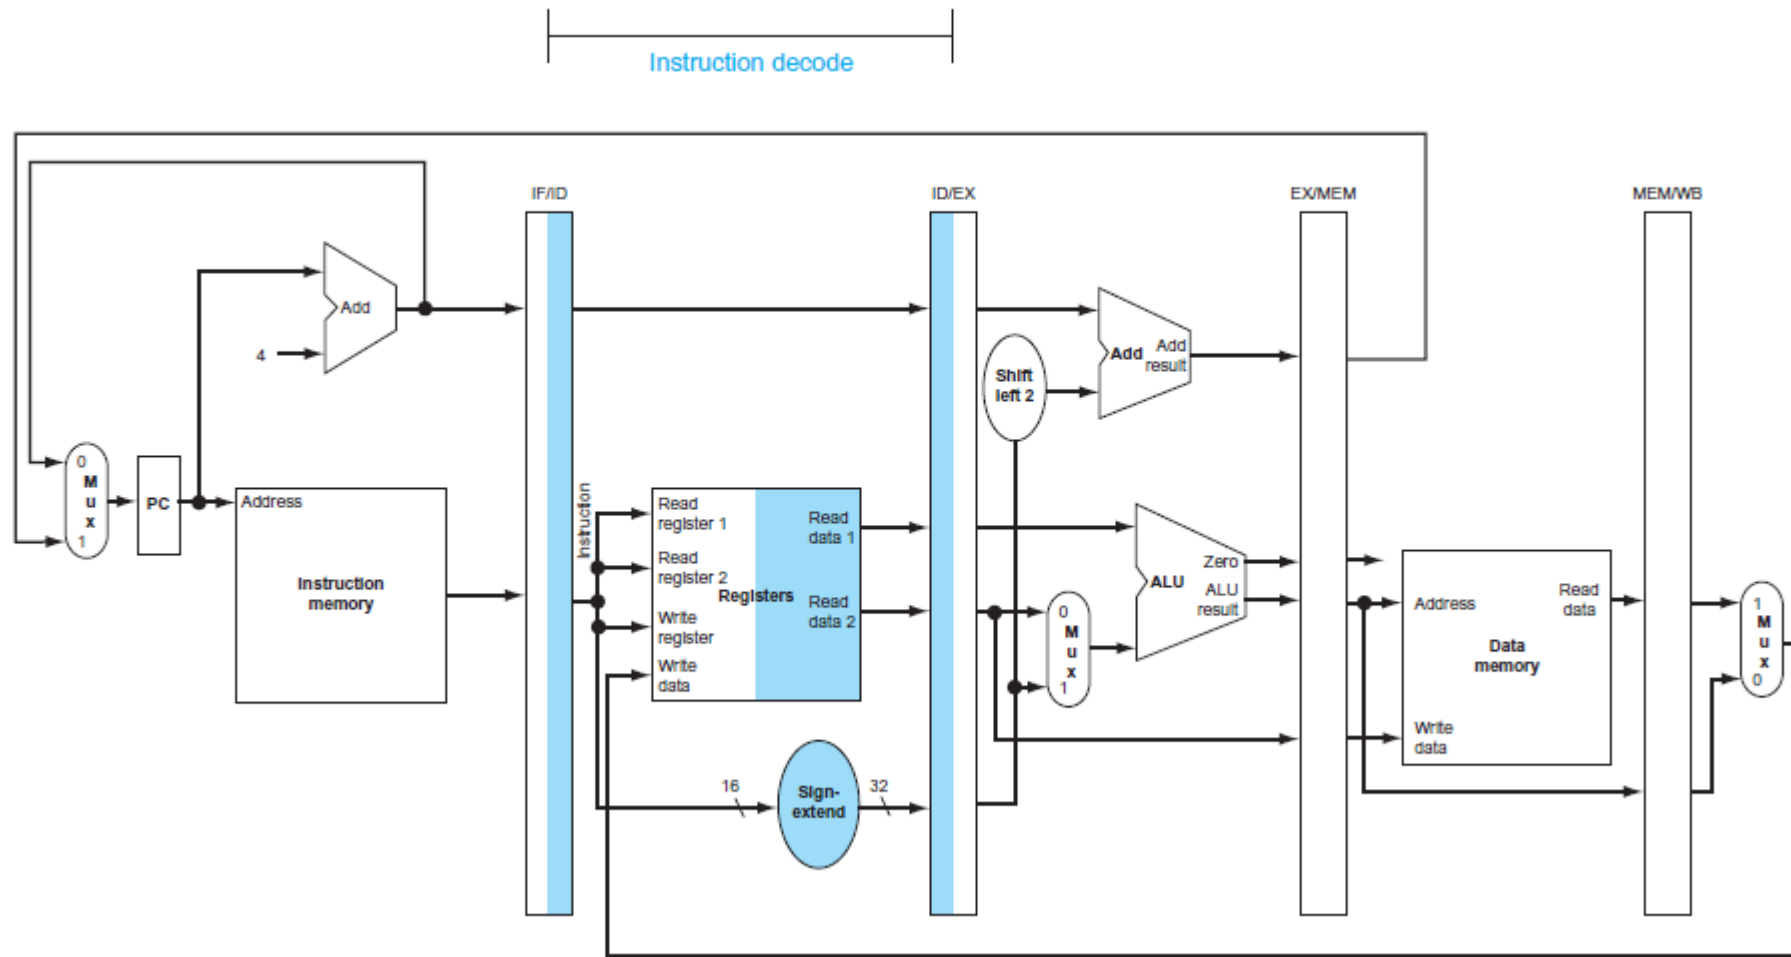 Instruction decode
IF/ID
ID/EX
EX/MEM
MEM/WB
Add
4
Add
Add
result
Shift
left 2
0
M
u
x
1
PC
Address
Instruction
memory
Instruction
Read
register 1
Read
register 2
Write
register
Write
data
Registers
Read
data 1
Read
data 2
16
Sign-
extend
32
0
M
u
x
1
Zero
ALU
ALU
result
Address
Read
data
Data
memory
Write
data
1
M
u
x
0